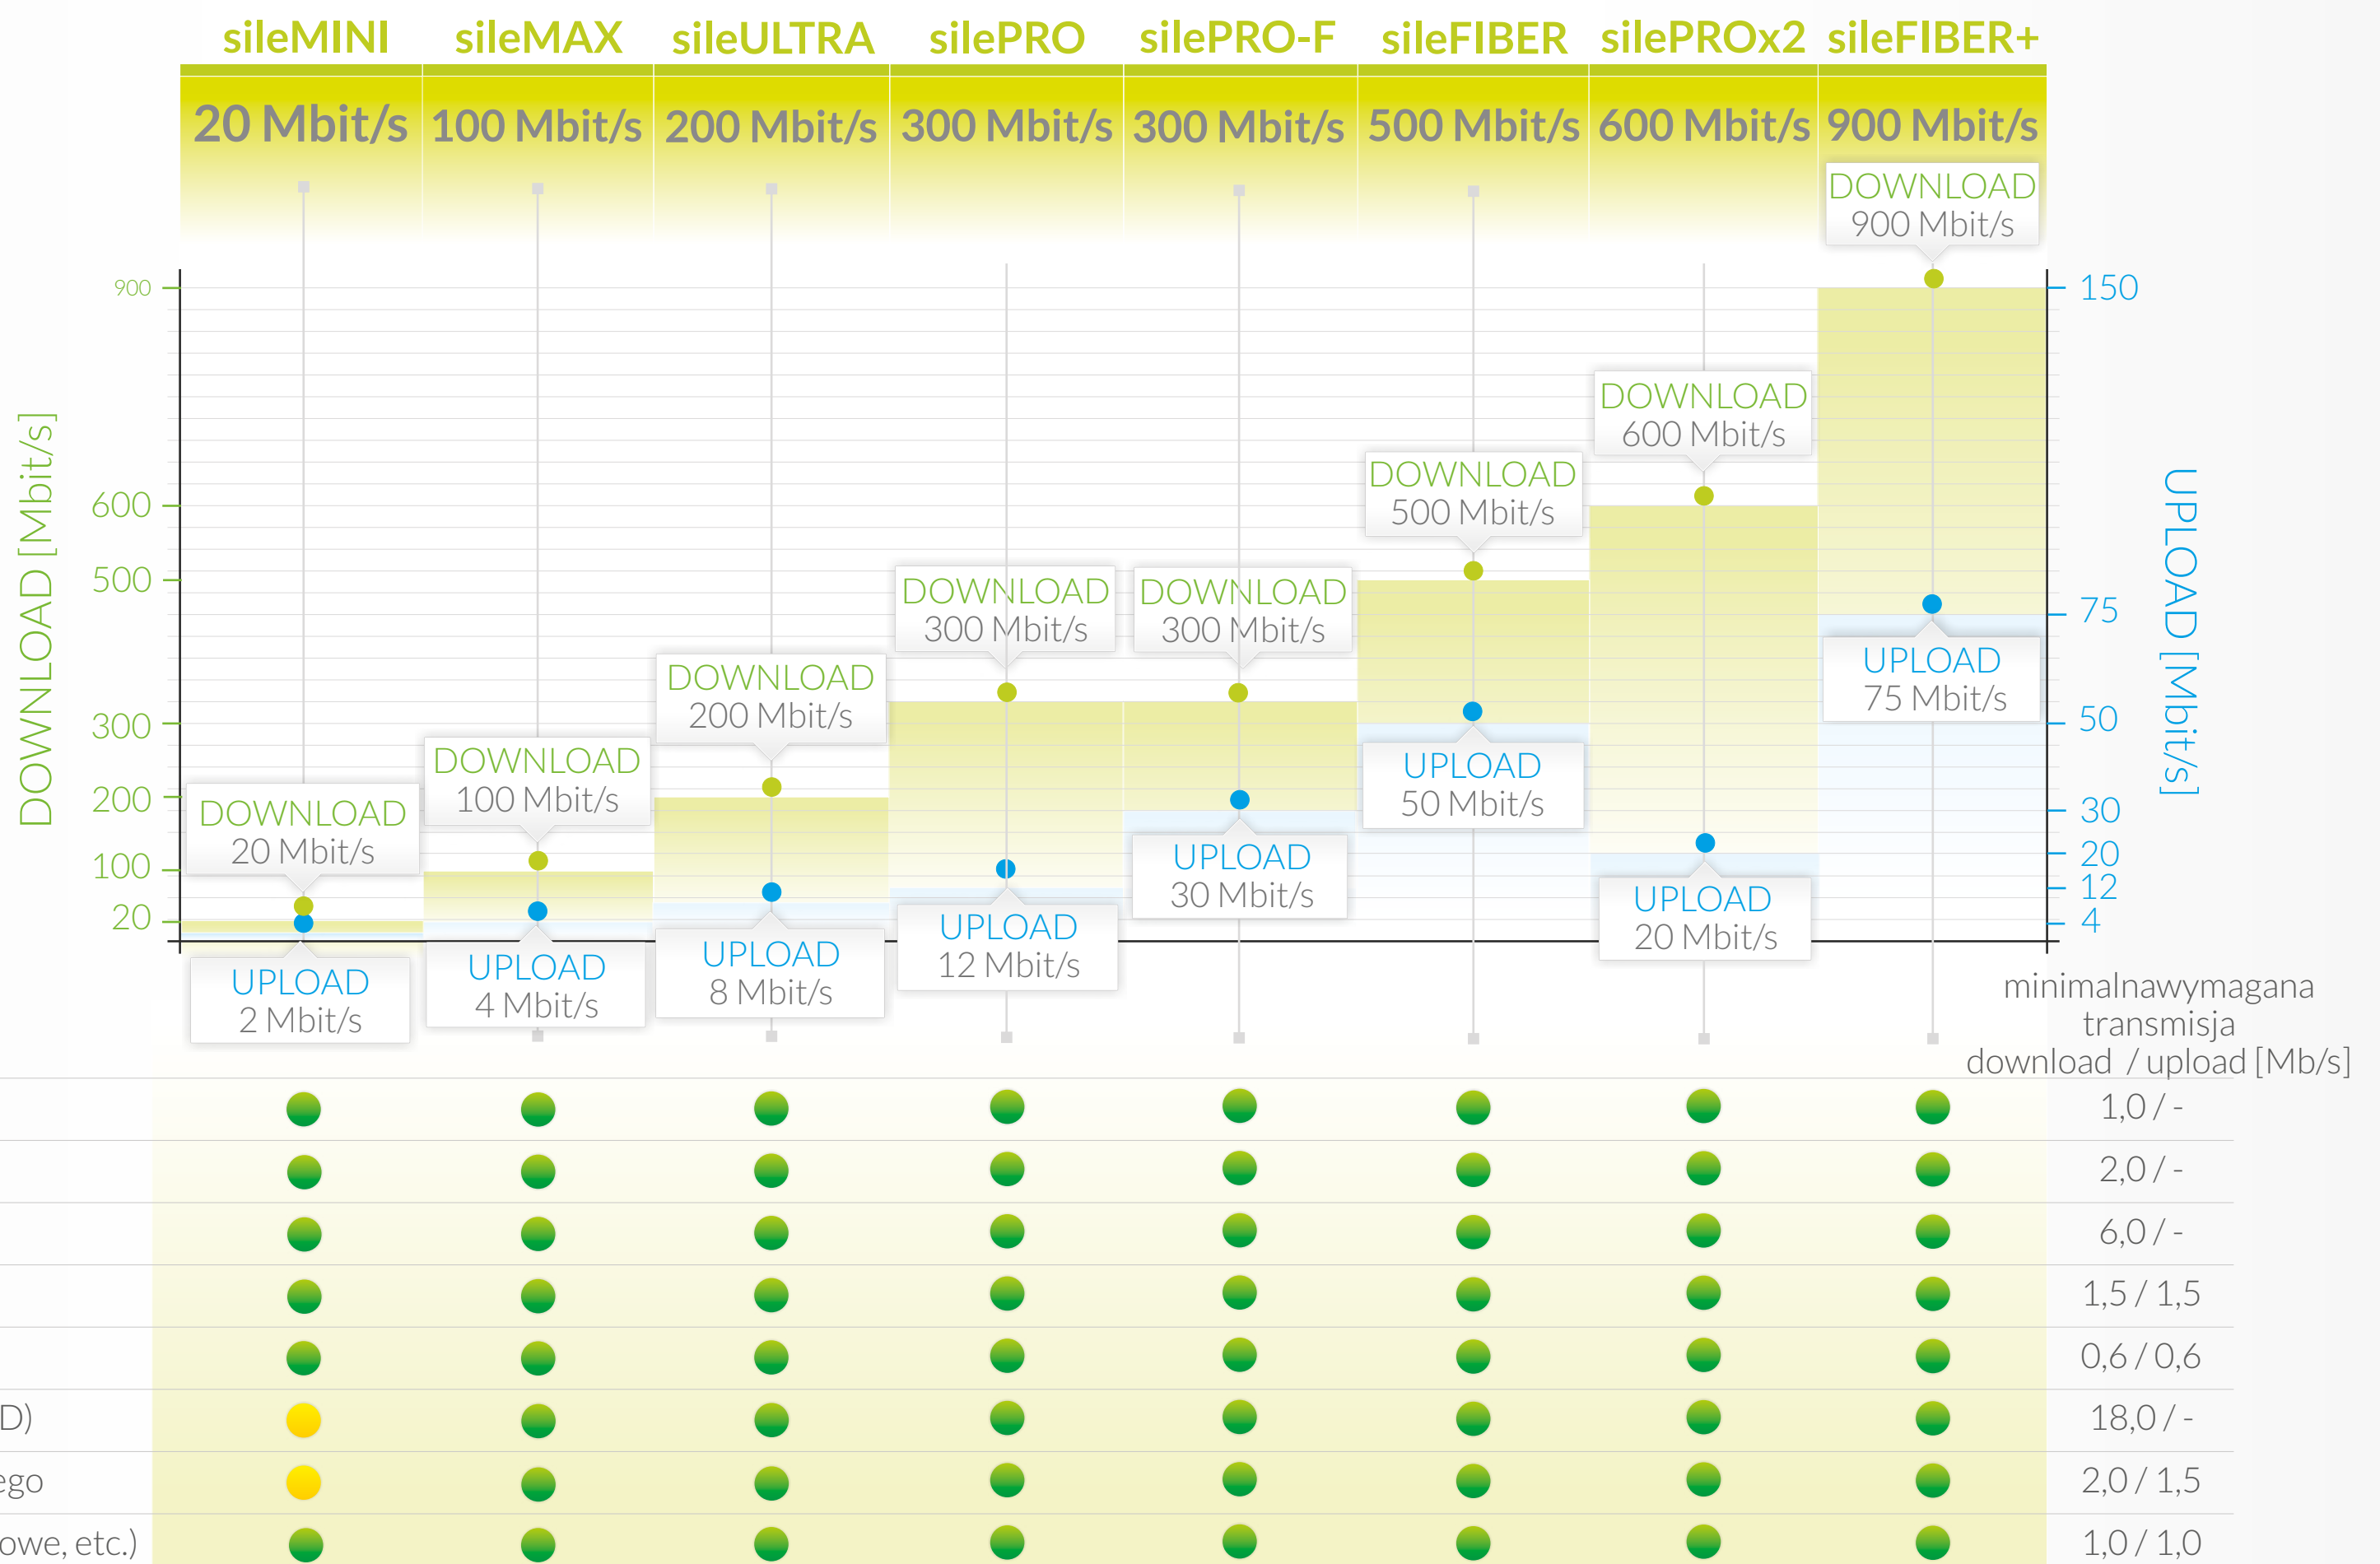 sileMINI sileMAX sileULTRA silePRO silePRO-F sileFIBER silePROx2 sileFIBER+
20 Mbit/s 100 Mbit/s 200 Mbit/s 300 Mbit/s 300 Mbit/s 500 Mbit/s 600 Mbit/s 900 Mbit/s
DOWNLOAD
900 Mbit/s
900
150
DOWNLOAD
600 Mbit/s
DOWNLOAD [Mbit/s]
UPLOAD [Mbit/s]
DOWNLOAD
500 Mbit/s
600
500
DOWNLOAD
300 Mbit/s
DOWNLOAD
300 Mbit/s
75
UPLOAD
75 Mbit/s
DOWNLOAD
200 Mbit/s
300
50
DOWNLOAD
100 Mbit/s
UPLOAD
50 Mbit/s
200
30
DOWNLOAD
20 Mbit/s
UPLOAD
30 Mbit/s
100
20
12
UPLOAD
20 Mbit/s
20
4
UPLOAD
12 Mbit/s
UPLOAD
8 Mbit/s
UPLOAD
4 Mbit/s
UPLOAD
2 Mbit/s
minimalnawymagana
transmisja
download / upload [Mb/s]
1,0 / -
2,0 / -
6,0 / -
1,5 / 1,5
0,6 / 0,6
D) 18,0 / -
ego 2,0 / 1,5
owe, etc.) 1,0 / 1,0